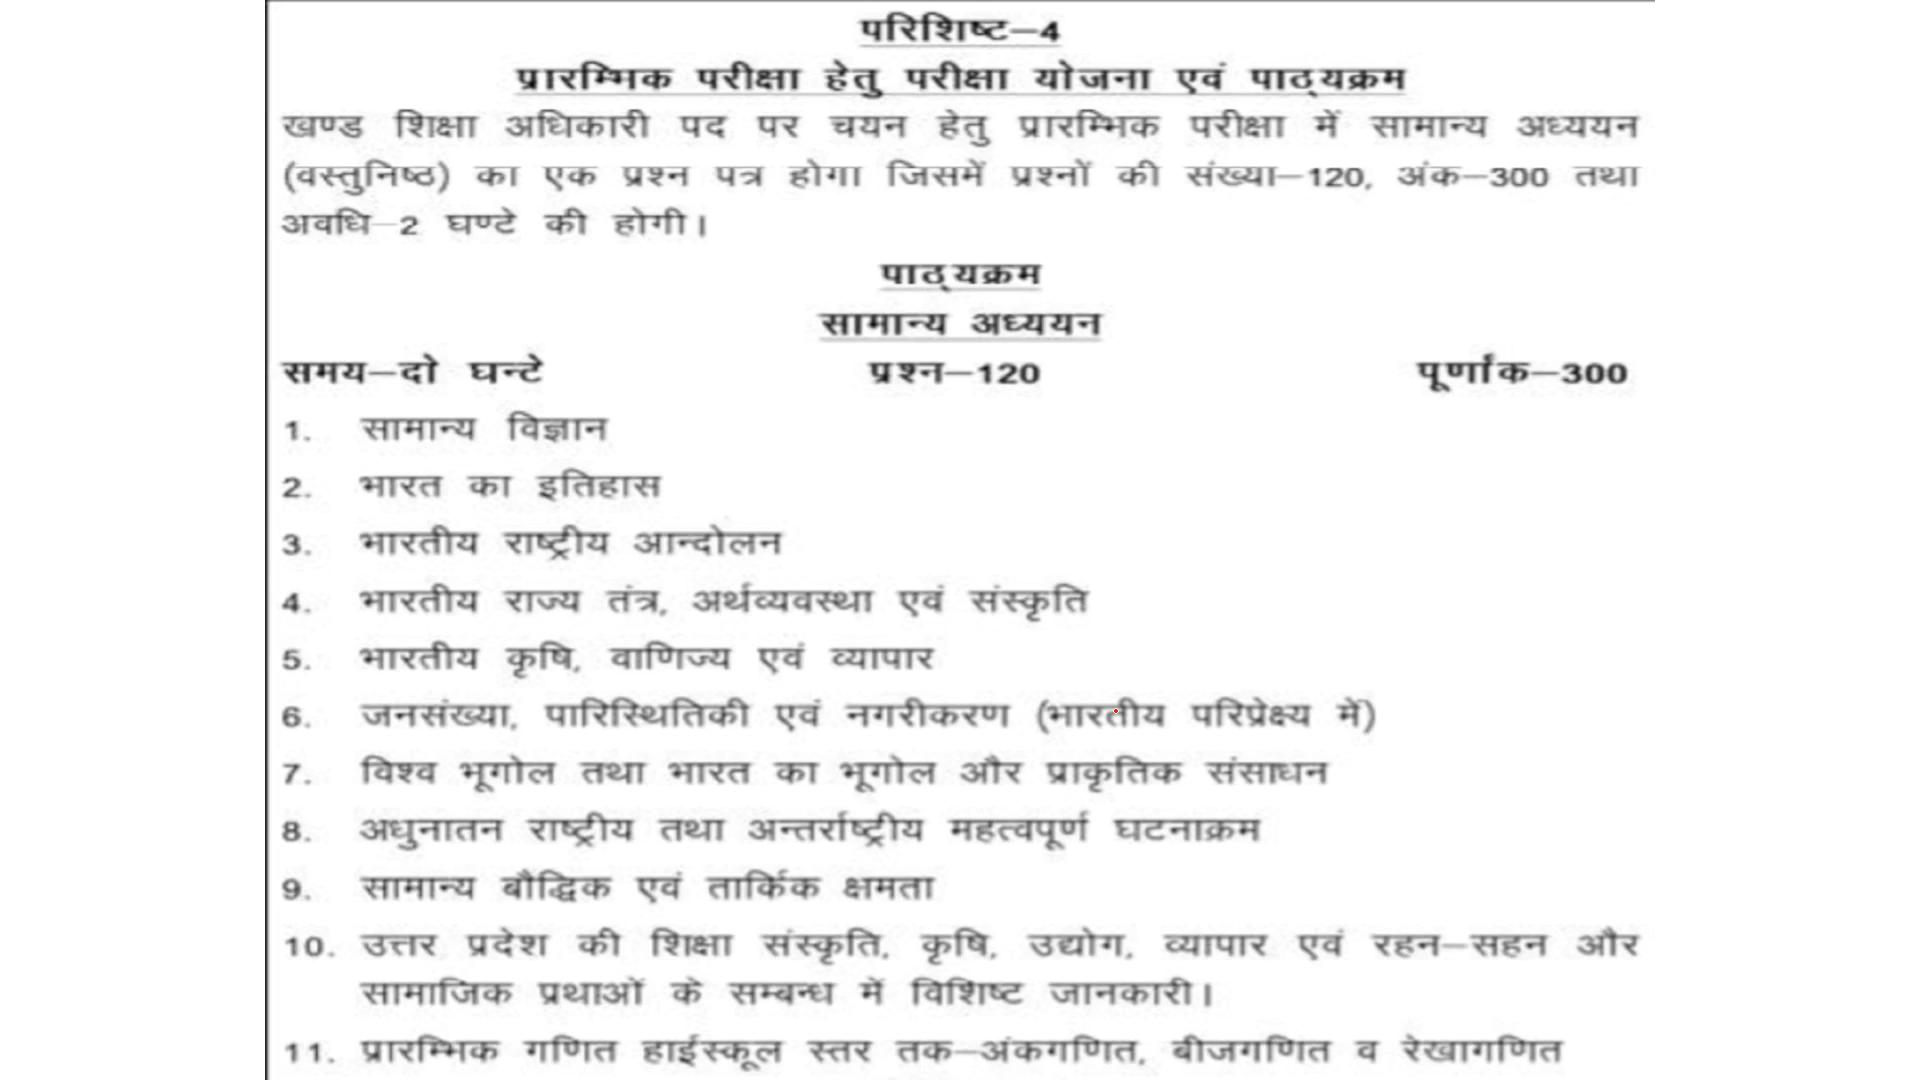 परिशिष्ट–4
प्रारम्भिक परीक्षा हेतु परीक्षा योजना एवं पाठ्यक्रम
खण्ड शिक्षा अधिकारी पद पर चयन हेतु प्रारम्भिक परीक्षा में सामान्य अध्ययन
(वस्तुनिष्ठ) का एक प्रश्न पत्र होगा जिसमें प्रश्नों की संख्या–120, अंक–300 तथा
अवधि–2 घण्टे की होगी।
पाठ्यक्रम
सामान्य अध्ययन
समय–दो घन्टे प्रश्न–120 पूर्णांक–300
1. सामान्य विज्ञान
2. भारत का इतिहास
3. भारतीय राष्ट्रीय आन्दोलन
4. भारतीय राज्य तंत्र, अर्थव्यवस्था एवं संस्कृति
5. भारतीय कृषि, वाणिज्य एवं व्यापार
6. जनसंख्या, पारिस्थितिकी एवं नगरीकरण (भारतीय परिप्रेक्ष्य में)
7. विश्व भूगोल तथा भारत का भूगोल और प्राकृतिक संसाधन
8. अधुनातन राष्ट्रीय तथा अन्तर्राष्ट्रीय महत्वपूर्ण घटनाक्रम
9. सामान्य बौद्धिक एवं तार्किक क्षमता
10. उत्तर प्रदेश की शिक्षा संस्कृति, कृषि, उद्योग, व्यापार एवं रहन–सहन और
सामाजिक प्रथाओं के सम्बन्ध में विशिष्ट जानकारी।
11. प्रारम्भिक गणित हाईस्कूल स्तर तक–अंकगणित, बीजगणित व रेखागणित